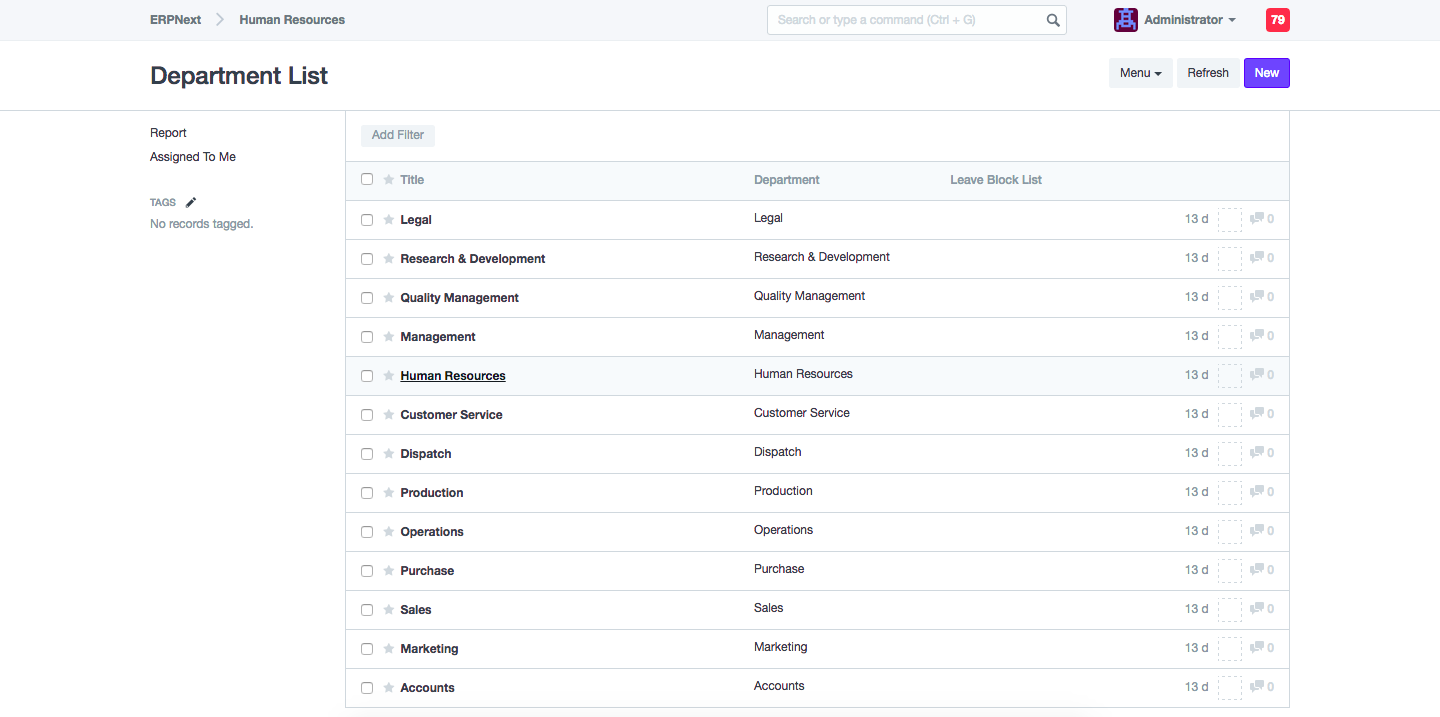 ERPNext Human Resources Search or type a command (Ctrl + G) Administrator 79
Department List Menu Refresh New
Report
Assigned To Me
TAGS
No records tagged.
Add Filter
Title Department Leave Block List
Legal Legal 13 d 0
Research & Development Research & Development 13 d 0
Quality Management Quality Management 13 d 0
Management Management 13 d 0
Human Resources Human Resources 13 d 0
Customer Service Customer Service 13 d 0
Dispatch Dispatch 13 d 0
Production Production 13 d 0
Operations Operations 13 d 0
Purchase Purchase 13 d 0
Sales Sales 13 d 0
Marketing Marketing 13 d 0
Accounts Accounts 13 d 0